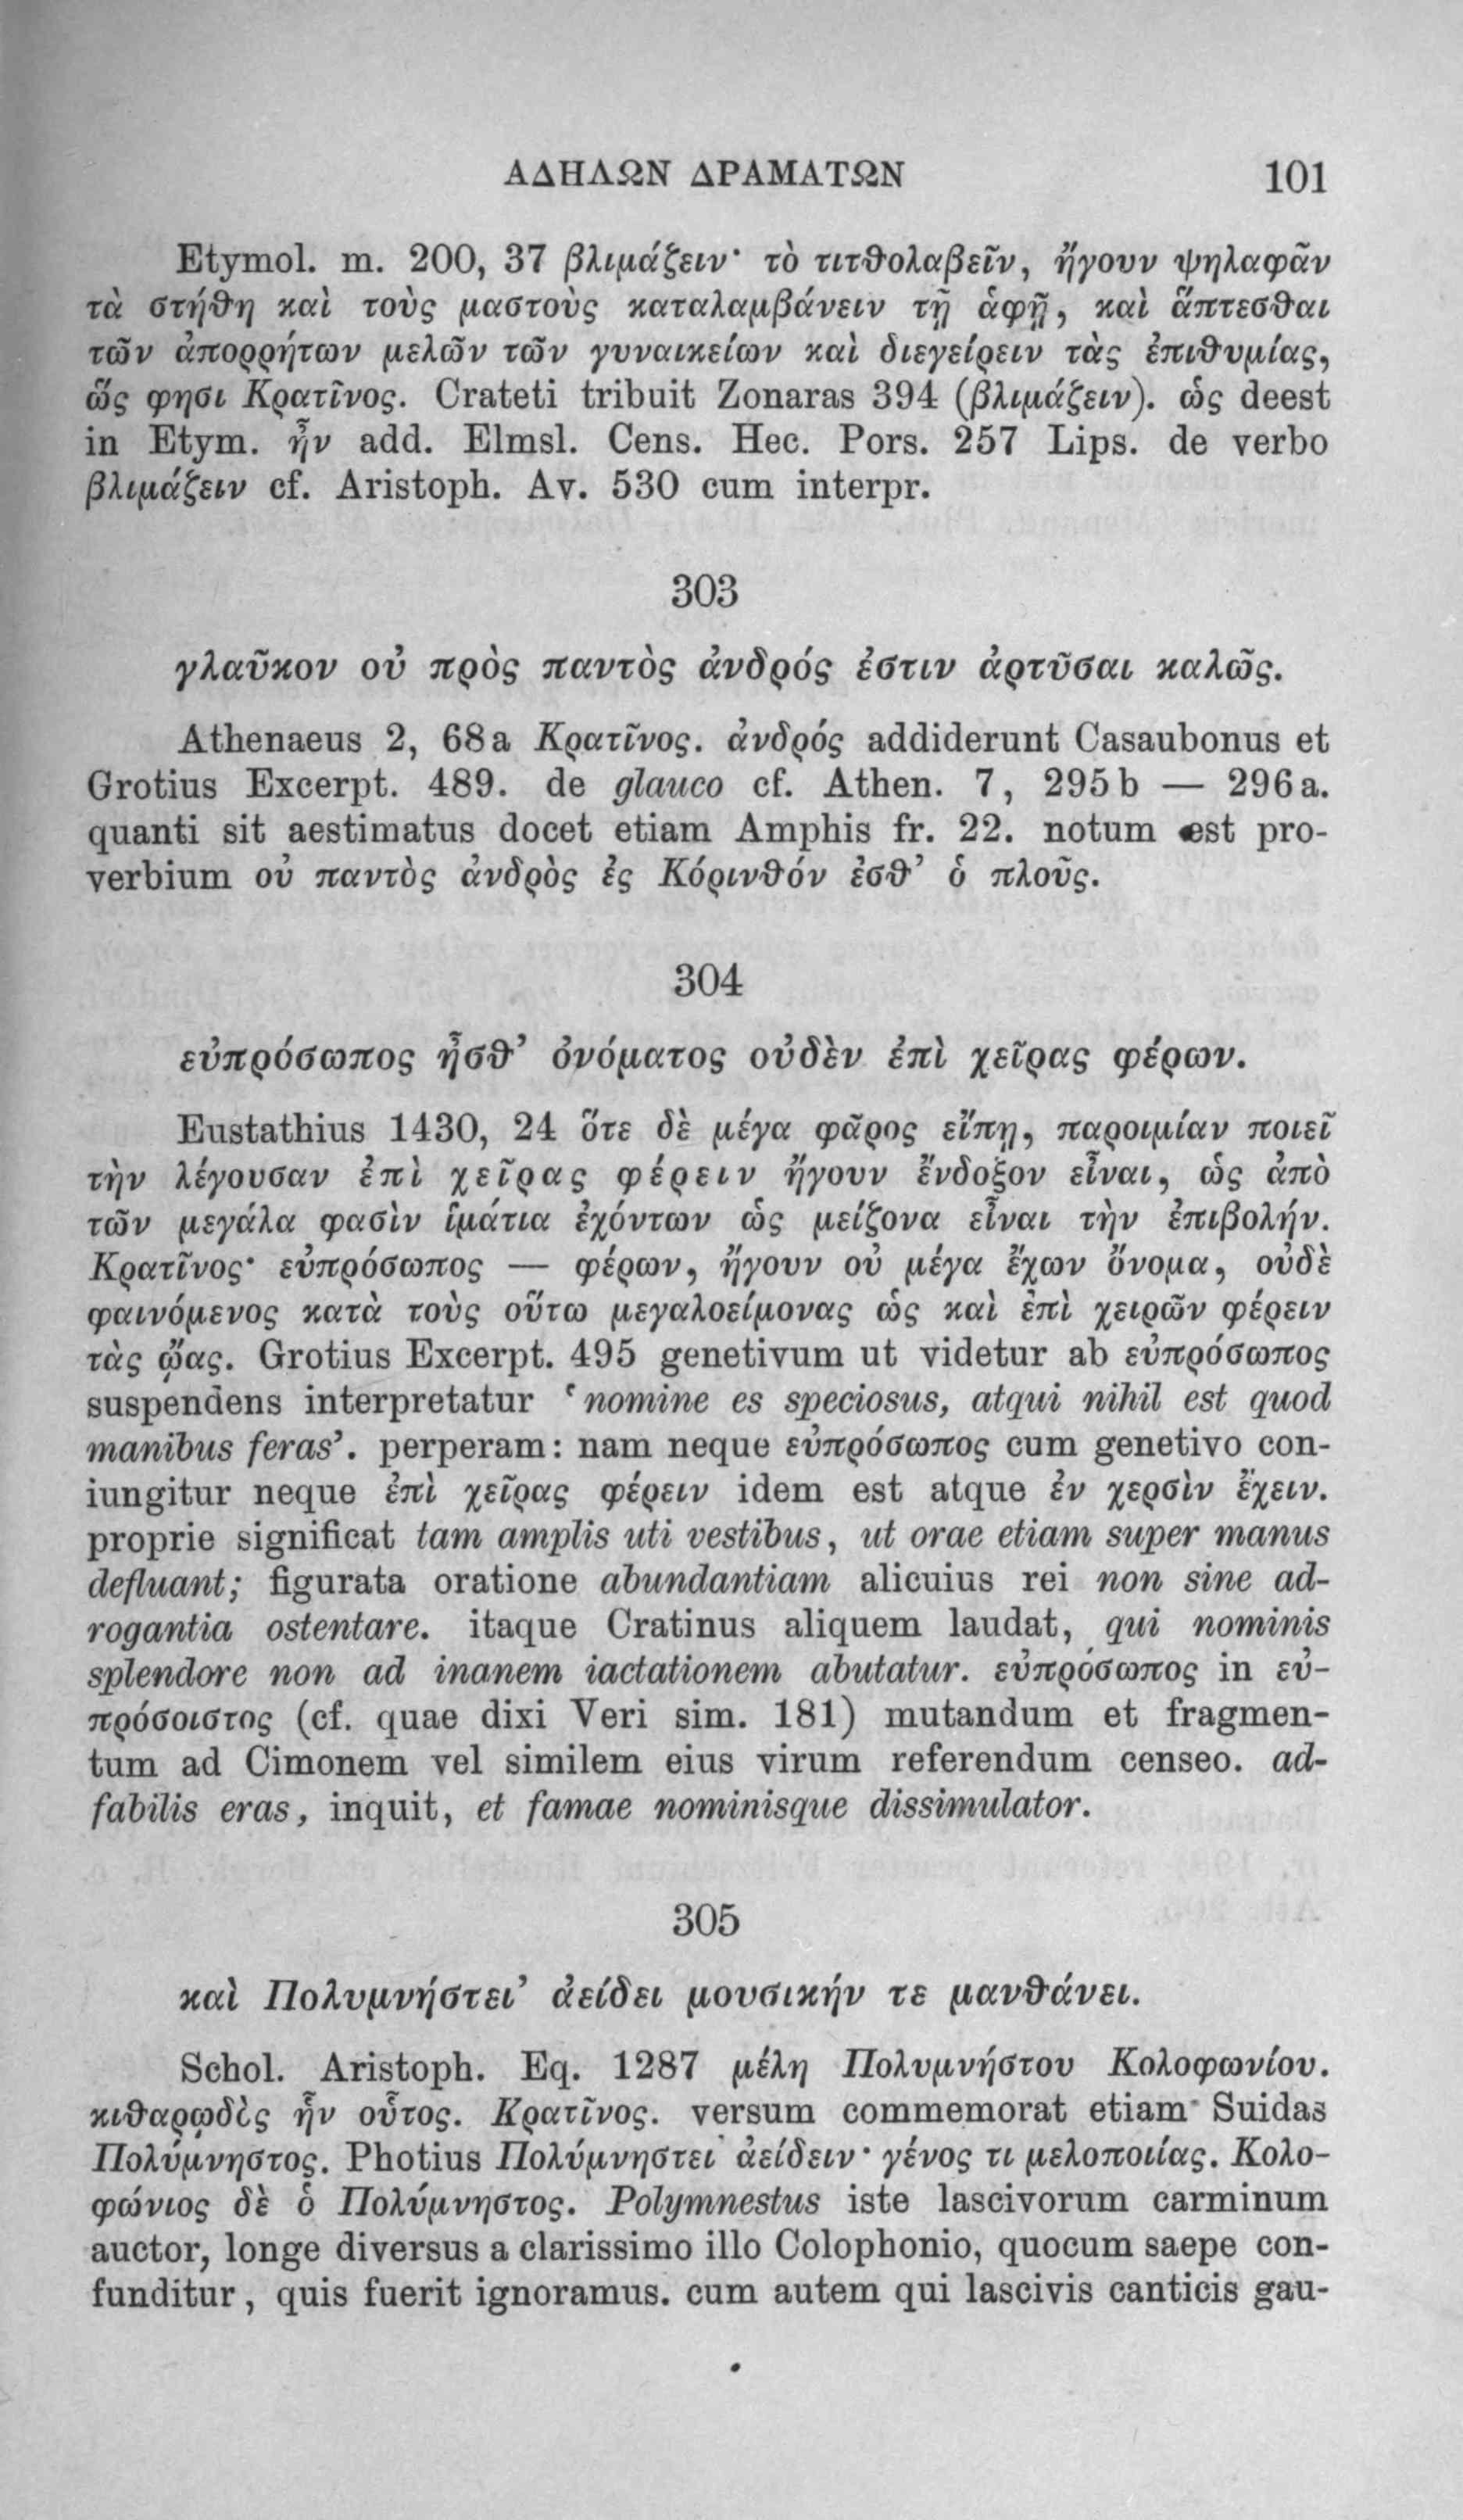 ΑΔΗΛΩΝ ΔΡΑΜΑΤΩΝ 101
Etymol. m. 200, 37 βλιμάζειν· τὸ τιτθολαβεῖν, ἤγουν ψηλαφᾶν
τὰ στήθη καὶ τοὺς μαστοὺς καταλαμβάνειν τῇ ἁφῇ, καὶ ἅπτεσθαι
τῶν ἀπορρήτων μελῶν τῶν γυναικείων καὶ διεγείρειν τὰς ἐπιθυμίας,
ὥς φησι Κρατῖνος. Crateti tribuit Zonaras 394 (βλιμάζειν). ὡς deest
in Etym. ἦν add. Elmsl. Cens. Hec. Pors. 257 Lips. de verbo
βλιμάζειν cf. Aristoph. Av. 530 cum interpr.
303
γλαῦκον οὐ πρὸς παντὸς ἀνδρός ἐστιν ἀρτῦσαι καλῶς.
Athenaeus 2, 68a Κρατῖνος. ἀνδρός addiderunt Casaubonus et
Grotius Excerpt. 489. de glauco cf. Athen. 7, 295b — 296a.
quanti sit aestimatus docet etiam Amphis fr. 22. notum est pro-
verbium οὐ παντὸς ἀνδρὸς ἐς Κόρινθόν ἐσθ’ ὁ πλοῦς.
304
εὐπρόσωπος ἦσθ’ ὀνόματος οὐδὲν ἐπὶ χεῖρας φέρων.
Eustathius 1430, 24 ὅτε δὲ μέγα φᾶρος εἴπῃ, παροιμίαν ποιεῖ
τὴν λέγουσαν ἐπὶ χεῖρας φέρειν ἤγουν ἔνδοξον εἶναι, ὡς ἀπὸ
τῶν μεγάλα φασὶν ἱμάτια ἐχόντων ὡς μείζονα εἶναι τὴν ἐπιβολήν.
Κρατῖνος· εὐπρόσωπος — φέρων, ἤγουν οὐ μέγα ἔχων ὄνομα, οὐδὲ
φαινόμενος κατὰ τοὺς οὕτω μεγαλοείμονας ὡς καὶ ἐπὶ χειρῶν φέρειν
τὰς ᾤας. Grotius Excerpt. 495 genetivum ut videtur ab εὐπρόσωπος
suspendens interpretatur ‘nomine es speciosus, atqui nihil est quod
manibus feras’. perperam: nam neque εὐπρόσωπος cum genetivo con-
iungitur neque ἐπὶ χεῖρας φέρειν idem est atque ἐν χερσὶν ἔχειν.
proprie significat tam amplis uti vestibus, ut orae etiam super manus
defluant; figurata oratione abundantiam alicuius rei non sine ad-
rogantia ostentare. itaque Cratinus aliquem laudat, qui nominis
splendore non ad inanem iactationem abutatur. εὐπρόσωπος in εὐ-
πρόσοιστος (cf. quae dixi Veri sim. 181) mutandum et fragmen-
tum ad Cimonem vel similem eius virum referendum censeo. ad-
fabilis eras, inquit, et famae nominisque dissimulator.
305
καὶ Πολυμνήστει’ ἀείδει μουσικήν τε μανθάνει.
Schol. Aristoph. Eq. 1287 μέλη Πολυμνήστου Κολοφωνίου.
κιθαρῳδὸς ἦν οὗτος. Κρατῖνος. versum commemorat etiam Suidas
Πολύμνηστος. Photius Πολύμνηστει ἀείδειν· γένος τι μελοποιίας. Κολο-
φώνιος δὲ ὁ Πολύμνηστος. Polymnestus iste lascivorum carminum
auctor, longe diversus a clarissimo illo Colophonio, quocum saepe con-
funditur, quis fuerit ignoramus. cum autem qui lascivis canticis gau-